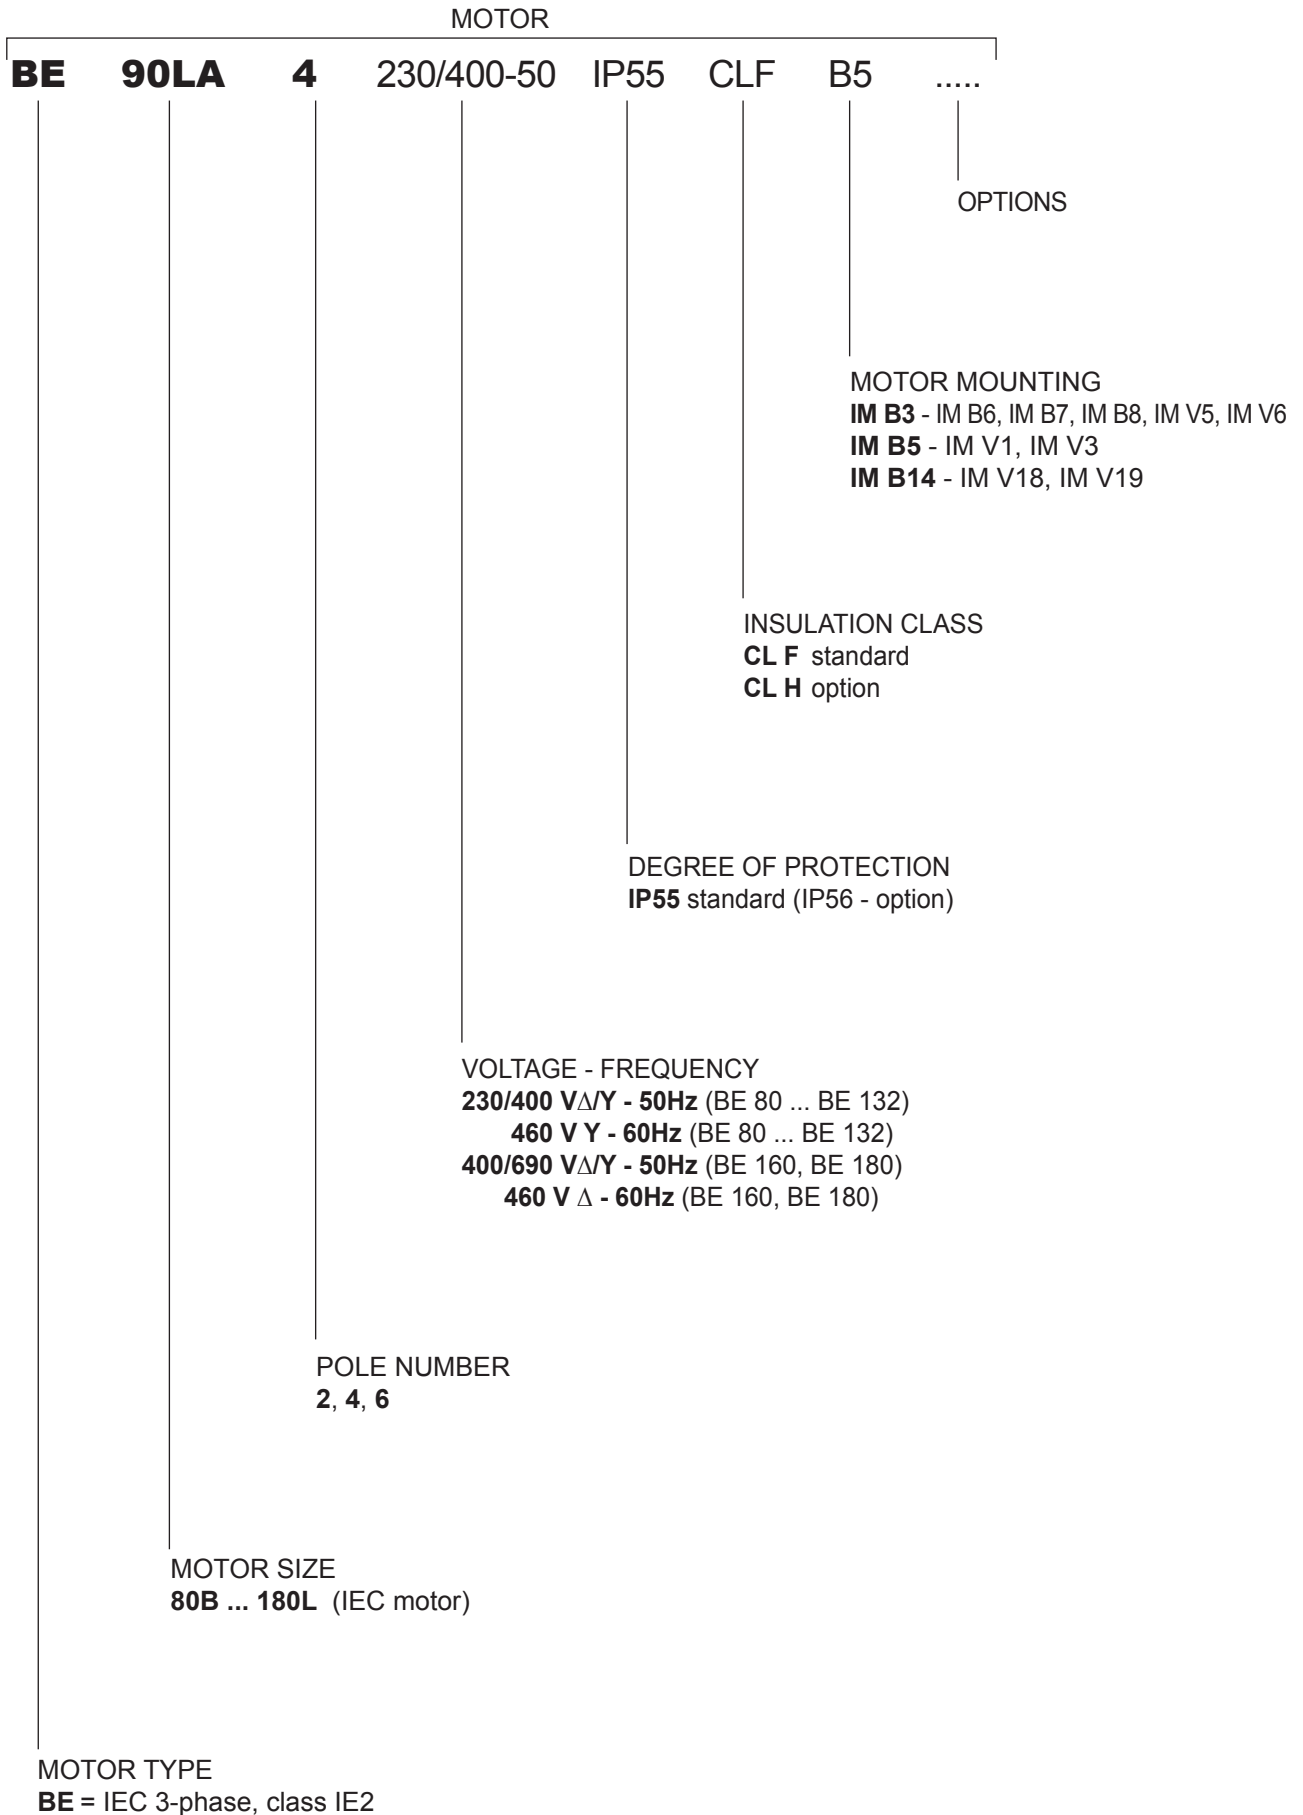 MOTOR
BE 90LA 4 230/400-50 IP55 CLF B5 .....
OPTIONS
MOTOR MOUNTING
IM B3 - IM B6, IM B7, IM B8, IM V5, IM V6
IM B5 - IM V1, IM V3
IM B14 - IM V18, IM V19
INSULATION CLASS
CL F standard
CL H option
DEGREE OF PROTECTION
IP55 standard (IP56 - option)
VOLTAGE - FREQUENCY
230/400 V∆/Y - 50Hz (BE 80 ... BE 132)
460 V Y - 60Hz (BE 80 ... BE 132)
400/690 V∆/Y - 50Hz (BE 160, BE 180)
460 V ∆ - 60Hz (BE 160, BE 180)
POLE NUMBER
2, 4, 6
MOTOR SIZE
80B ... 180L (IEC motor)
MOTOR TYPE
BE = IEC 3-phase, class IE2